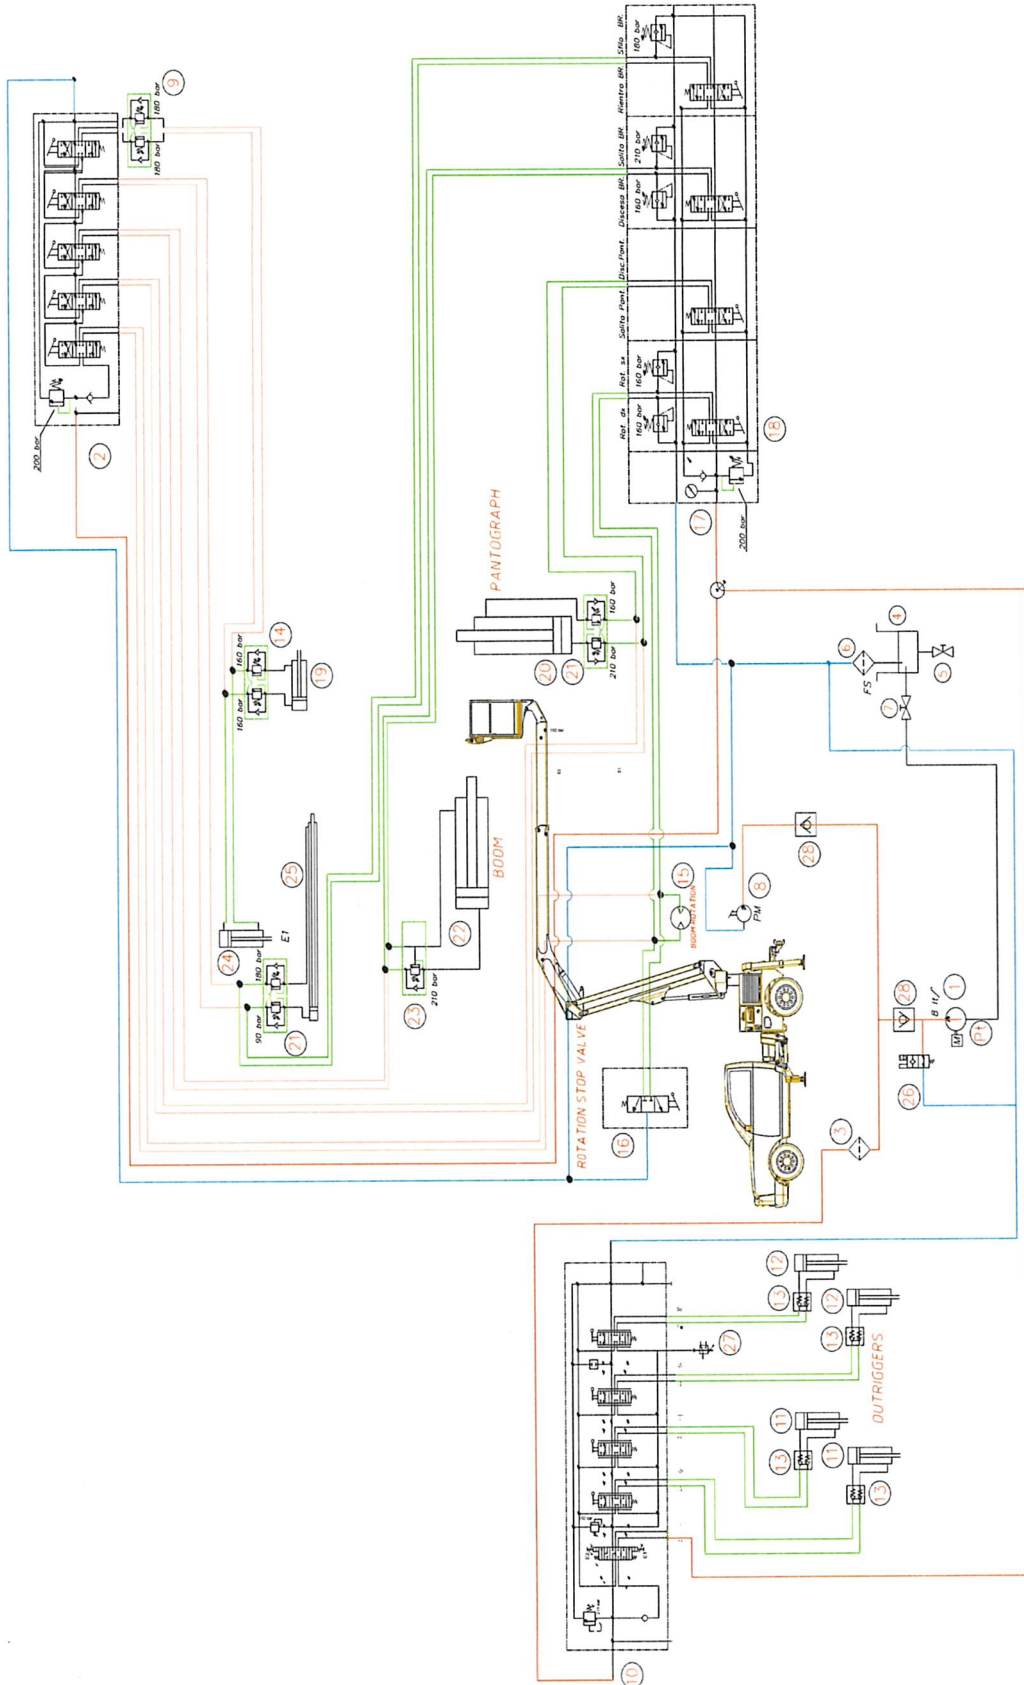 180 bar
9
180 bar
200 bar
2
Sfilo BR.
180 bar
Rientro BR.
Salita BR.
210 bar
Discesa BR.
160 bar
Disc.Pant.
Salita Pant.
Rot. sx
160 bar
Rot. dx
160 bar
18
17
200 bar
PANTOGRAPH
160 bar
20
21
210 bar
160 bar
14
160 bar
19
25
24
E1
180 bar
90 bar
21
BOOM
22
23
210 bar
15
BOOM ROTATION
ROTATION STOP VALVE
16
4
6
FS
5
7
28
8
PM
28
1
M
Pt
26
3
12
13
12
13
27
11
13
11
13
OUTRIGGERS
10